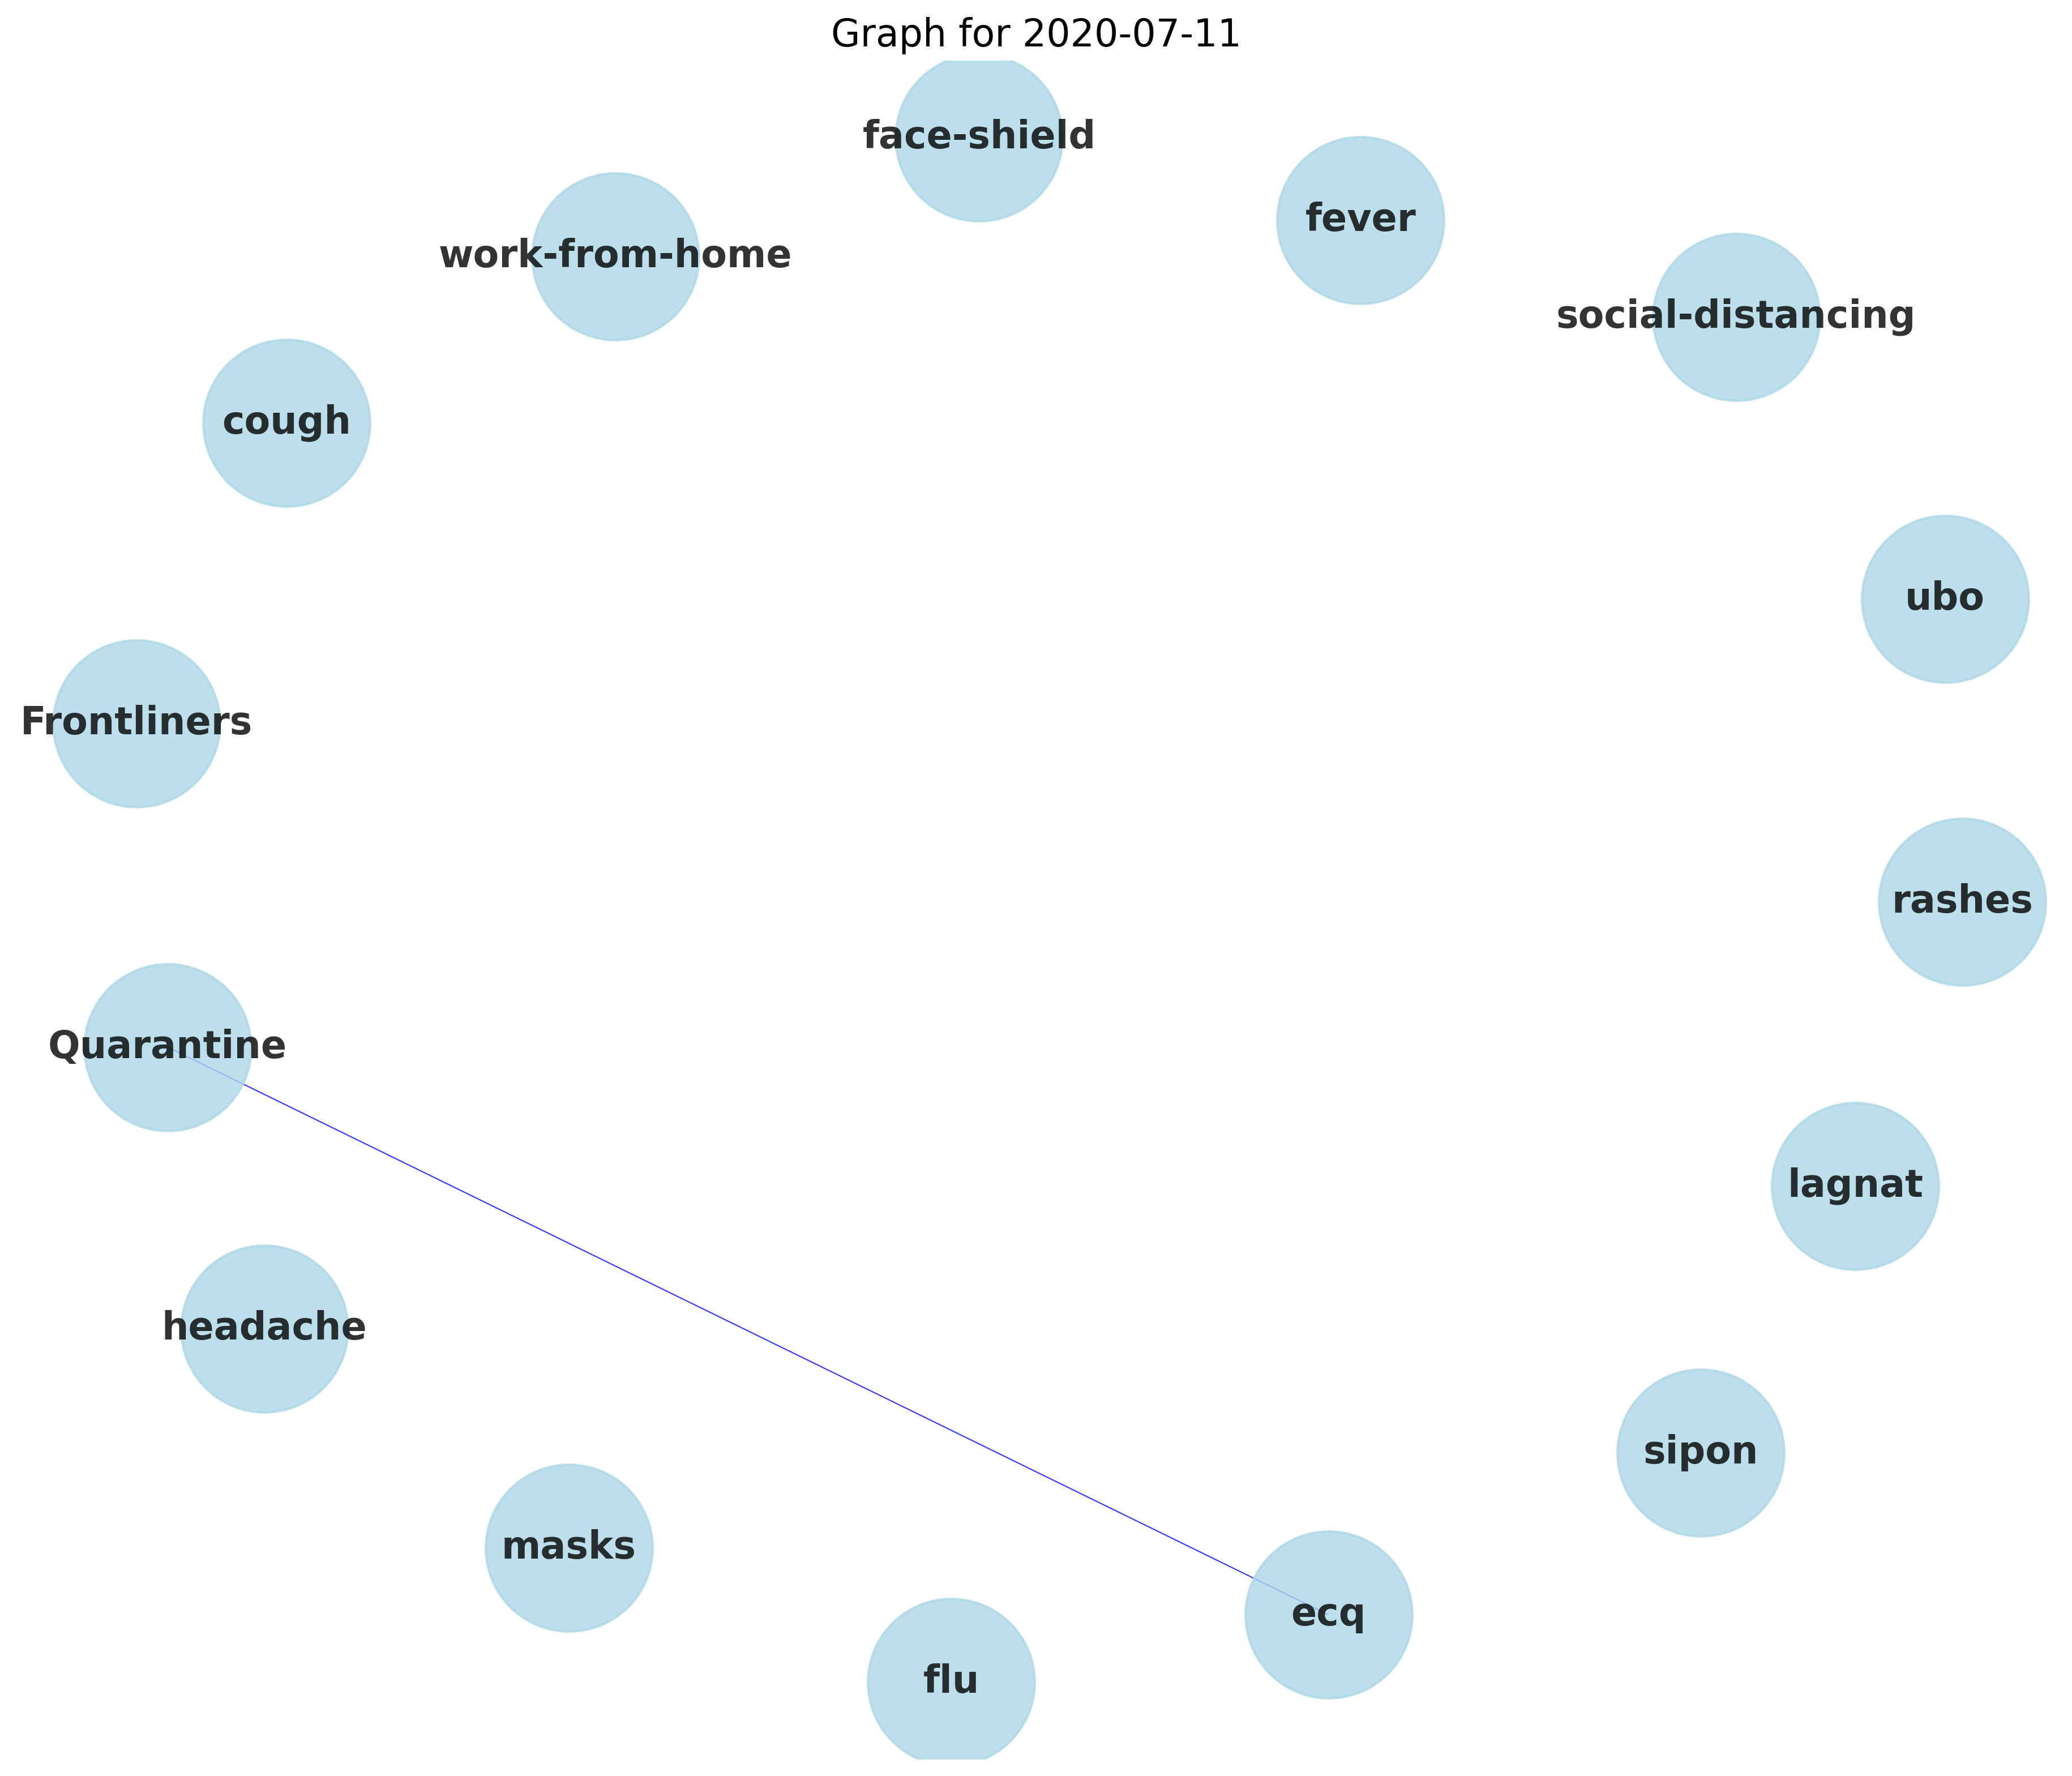 Graph for 2020-07-11
face-shield
fever
work-from-home
social-distancing
cough
ubo
Frontliners
rashes
Quarantine
lagnat
headache
sipon
masks
ecq
flu